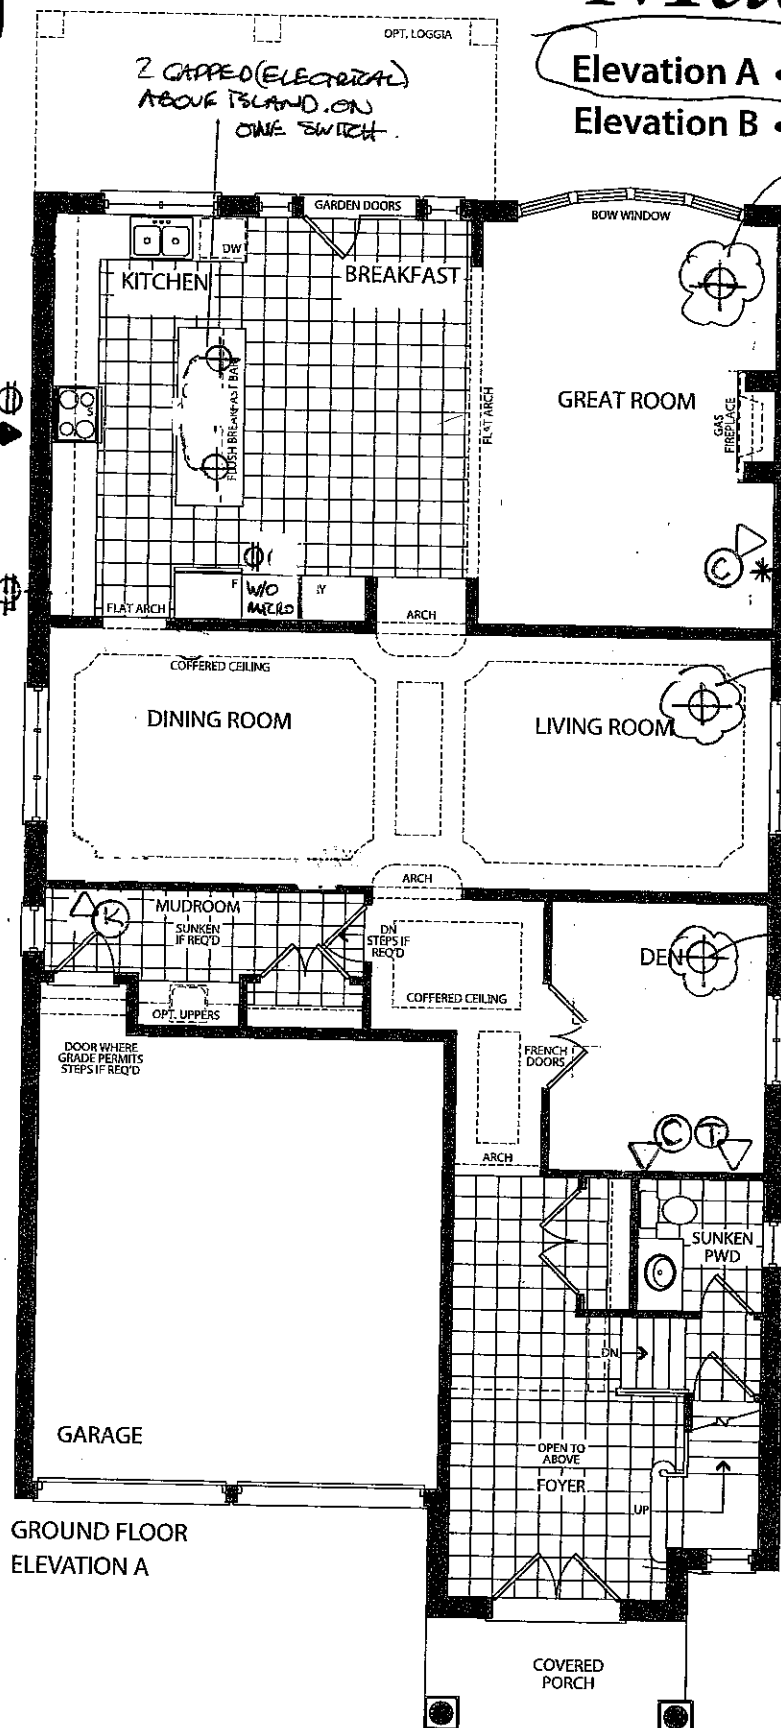 OPT. LOGGIA
2 CAPPED (ELECTRICAL)
ABOVE ISLAND. ON
ONE SWITCH.
Elevation A •
Elevation B •
GARDEN DOORS
BOW WINDOW
DW
KITCHEN
BREAKFAST
FLUSH BREAKFAST BAR
FLAT ARCH
GREAT ROOM
GAS
FIREPLACE
C
*
F
W/O
MICRO
FLAT ARCH
ARCH
COFFERED CEILING
DINING ROOM
LIVING ROOM
ARCH
K
MUDROOM
SUNKEN
IF REQ'D
DN
STEPS IF
REQ'D
DEN
OPT. UPPERS
COFFERED CEILING
DOOR WHERE
GRADE PERMITS
STEPS IF REQ'D
FRENCH
DOORS
C
T
ARCH
SUNKEN
PWD
DN
GARAGE
OPEN TO
ABOVE
FOYER
UP
GROUND FLOOR
ELEVATION A
COVERED
PORCH